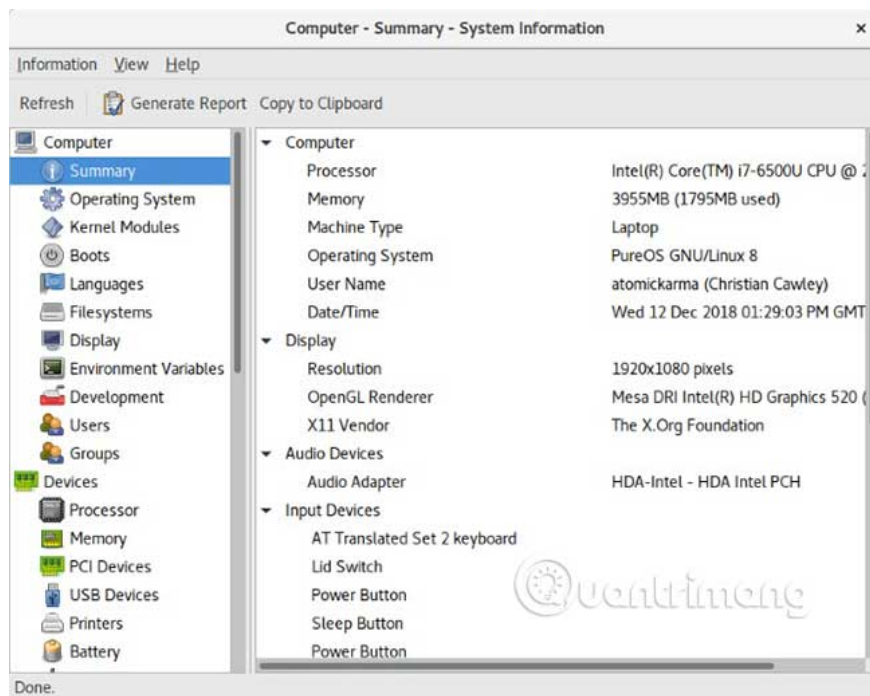 Computer - Summary - System Information ×
Information View Help
Refresh Generate Report Copy to Clipboard
Computer
Summary
Operating System
Kernel Modules
Boots
Languages
Filesystems
Display
Environment Variables
Development
Users
Groups
Devices
Processor
Memory
PCI Devices
USB Devices
Printers
Battery
Computer
Processor Intel(R) Core(TM) i7-6500U CPU @
Memory 3955MB (1795MB used)
Machine Type Laptop
Operating System PureOS GNU/Linux 8
User Name atomickarma (Christian Cawley)
Date/Time Wed 12 Dec 2018 01:29:03 PM GMT
Display
Resolution 1920x1080 pixels
OpenGL Renderer Mesa DRI Intel(R) HD Graphics 520 (
X11 Vendor The X.Org Foundation
Audio Devices
Audio Adapter HDA-Intel - HDA Intel PCH
Input Devices
AT Translated Set 2 keyboard
Lid Switch
Power Button
Sleep Button
Power Button
Quantrimang
Done.